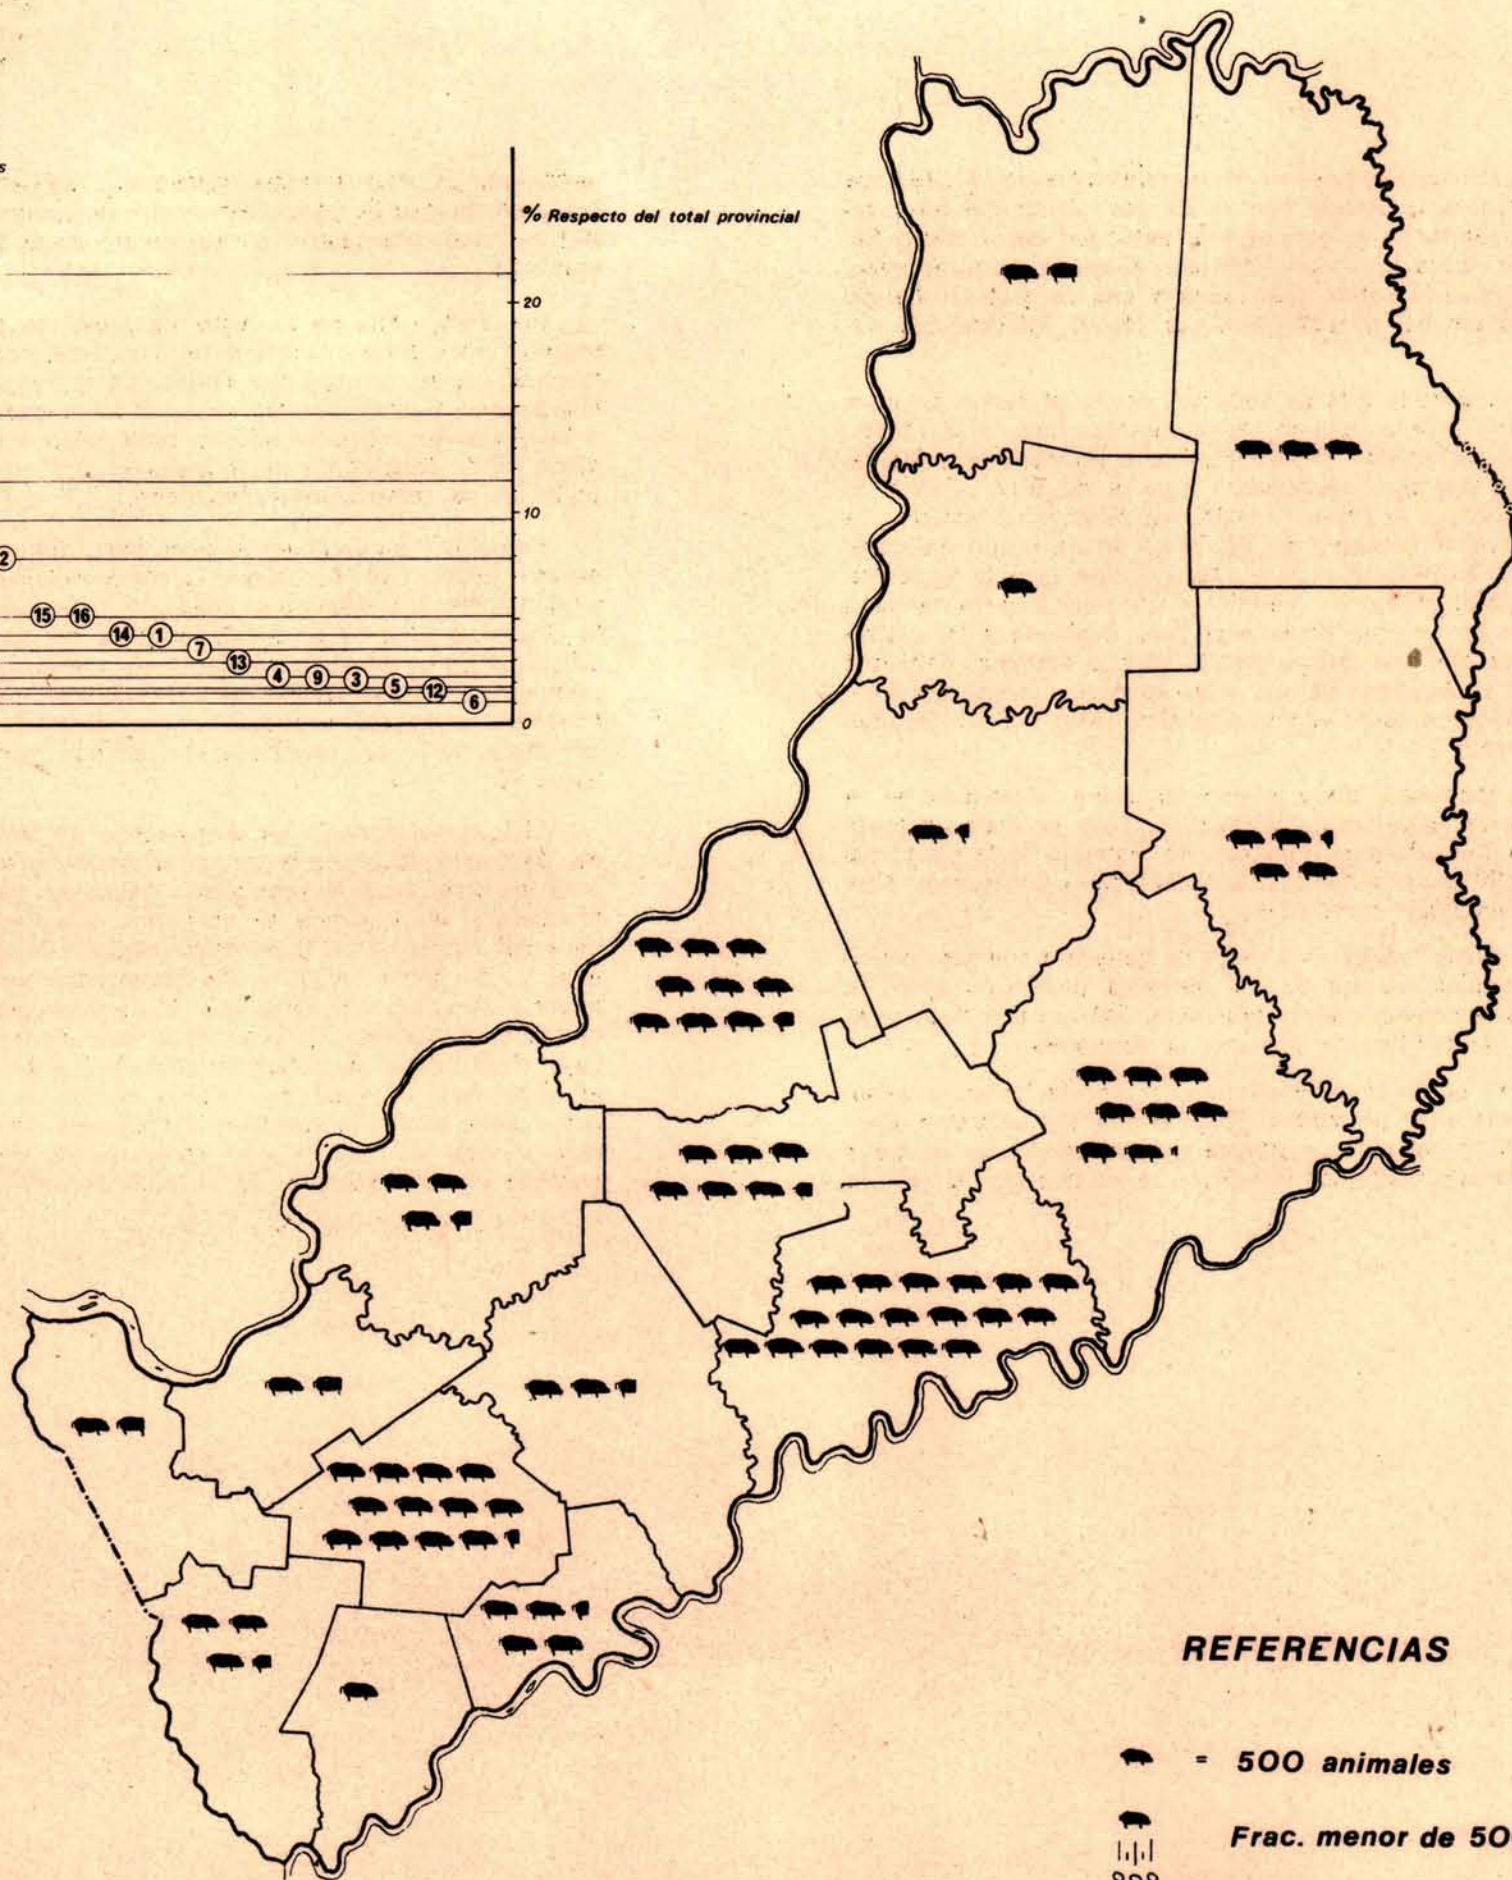 s
% Respecto del total provincial
20
10
2
15 16
14 1
7
13
4 9 3
5
12
6
0
REFERENCIAS
= 500 animales
Frac. menor de 50